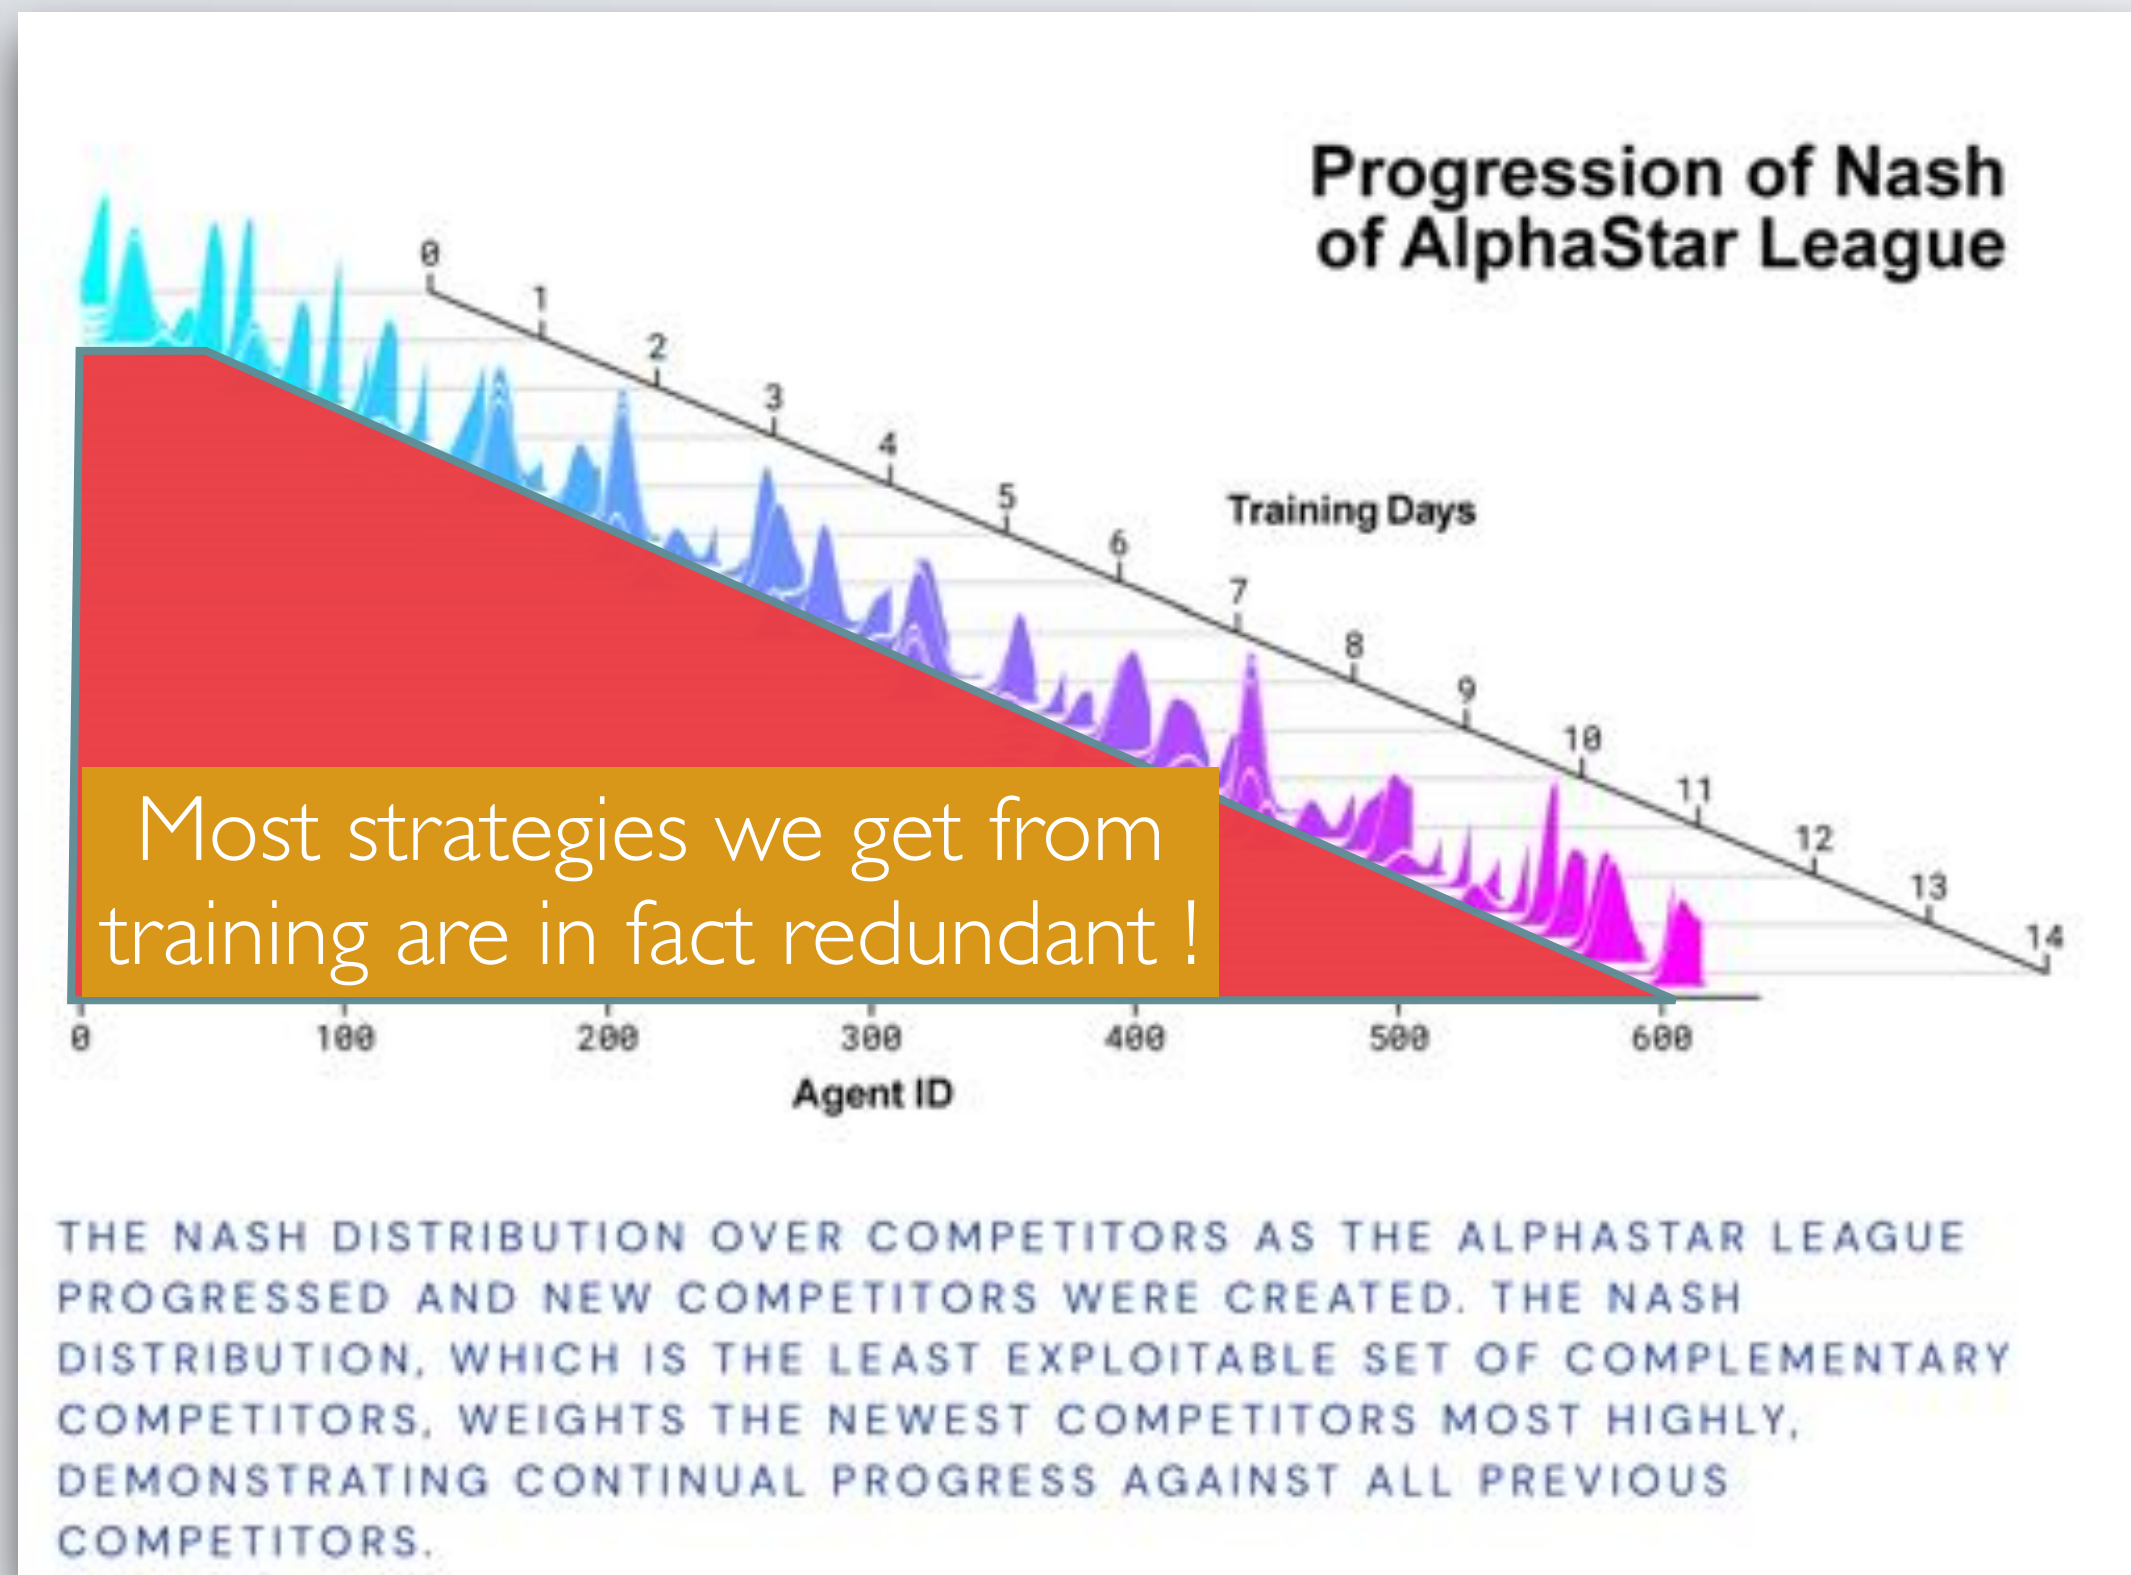 Progression of Nash
of AlphaStar League
0
1
2
3
4
5
6
7
8
9
10
11
12
13
14
Training Days
Most strategies we get from
training are in fact redundant !
0 100 200 300 400 500 600
Agent ID
THE NASH DISTRIBUTION OVER COMPETITORS AS THE ALPHASTAR LEAGUE
PROGRESSED AND NEW COMPETITORS WERE CREATED. THE NASH
DISTRIBUTION, WHICH IS THE LEAST EXPLOITABLE SET OF COMPLEMENTARY
COMPETITORS, WEIGHTS THE NEWEST COMPETITORS MOST HIGHLY,
DEMONSTRATING CONTINUAL PROGRESS AGAINST ALL PREVIOUS
COMPETITORS.